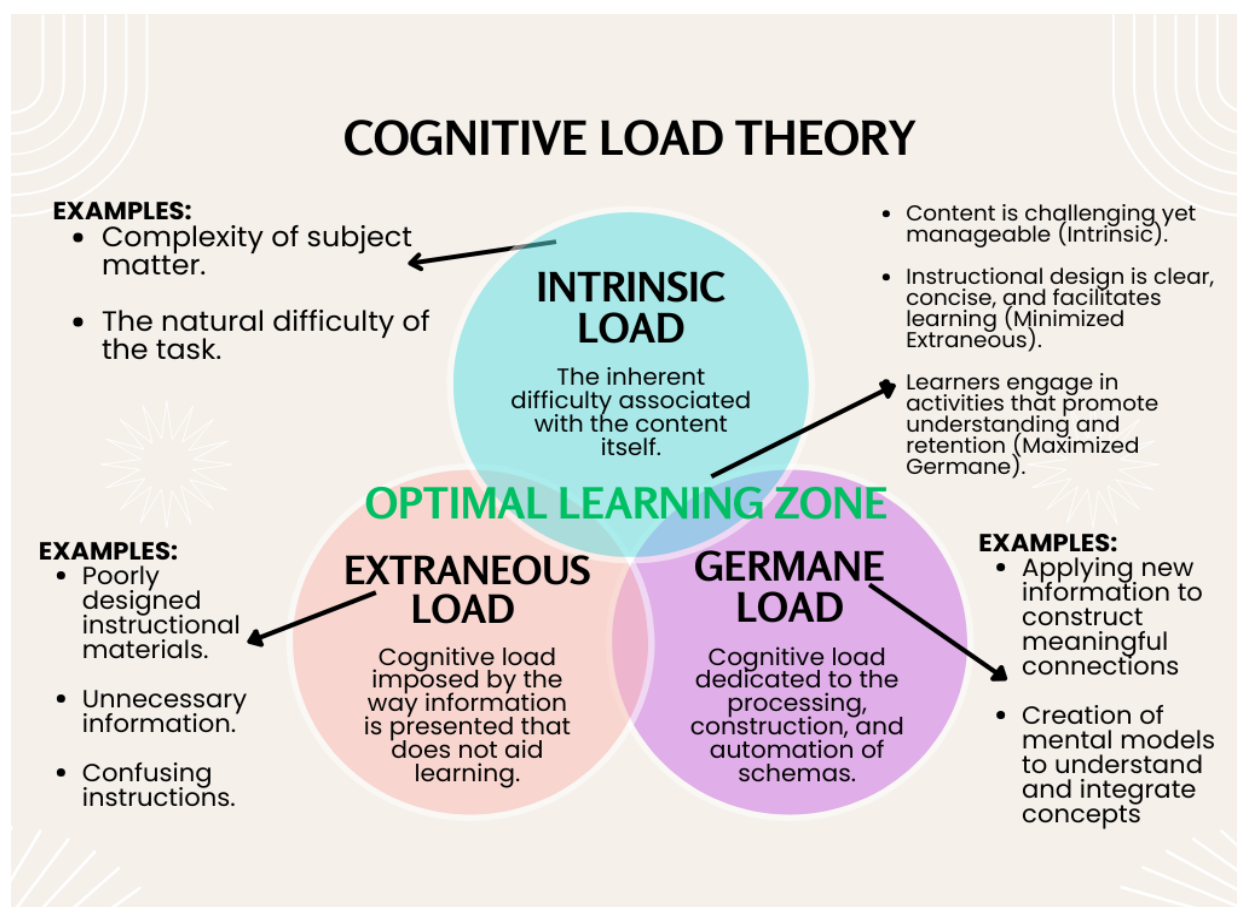 COGNITIVE LOAD THEORY
EXAMPLES:
• Complexity of subject
matter.
• The natural difficulty of
the task.
INTRINSIC
LOAD
The inherent
difficulty associated
with the content
itself.
• Content is challenging yet
manageable (Intrinsic).
• Instructional design is clear,
concise, and facilitates
learning (Minimized
Extraneous).
Learners engage in
activities that promote
understanding and
retention (Maximized
Germane).
OPTIMAL LEARNING ZONE
EXAMPLES:
• Poorly
designed
instructional
materials.
• Unnecessary
information.
• Confusing
instructions.
EXTRANEOUS
LOAD
Cognitive load
imposed by the
way information
is presented that
does not aid
learning.
GERMANE
LOAD
Cognitive load
dedicated to the
processing,
construction, and
automation of
schemas.
EXAMPLES:
• Applying new
information to
construct
meaningful
connections
• Creation of
mental models
to understand
and integrate
concepts